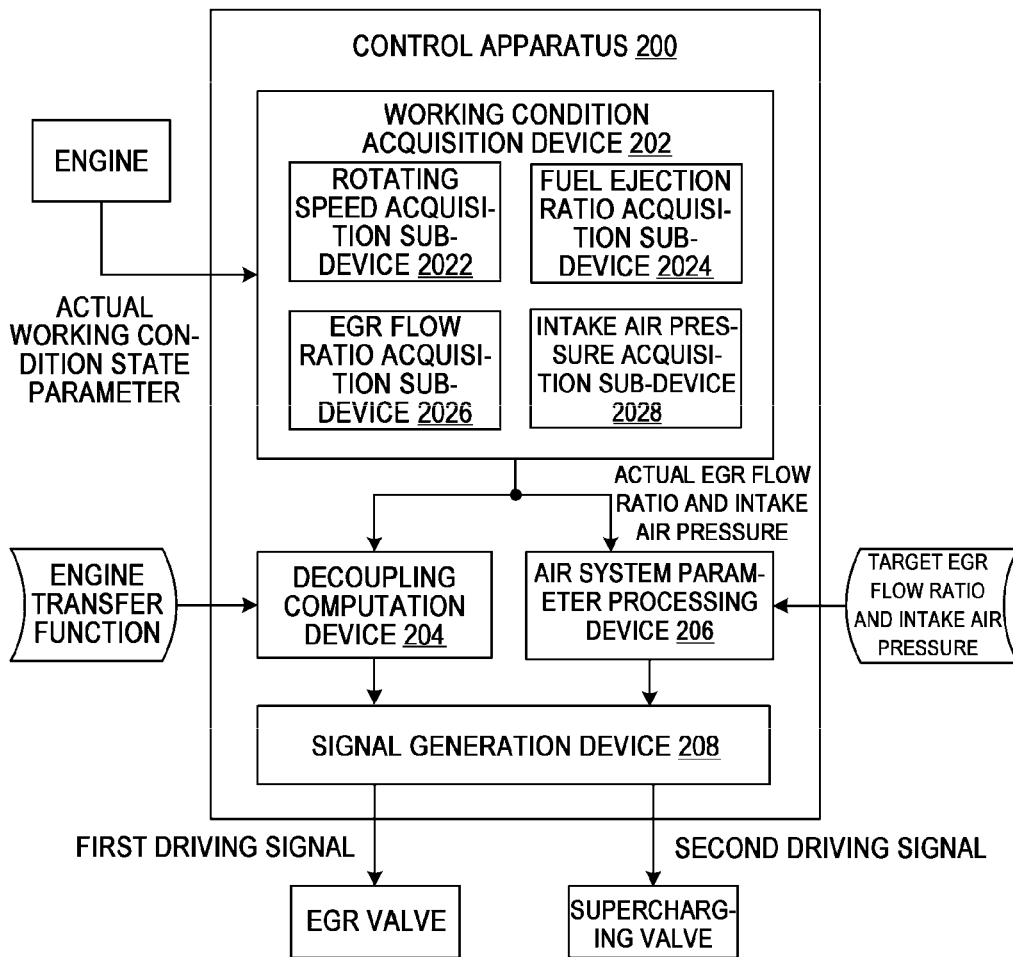 CONTROL APPARATUS 200
WORKING CONDITION
ACQUISITION DEVICE 202
ENGINE
ROTATING
SPEED ACQUISI-
TION SUB-
DEVICE 2022
FUEL EJECTION
RATIO ACQUISI-
TION SUB-
DEVICE 2024
ACTUAL
WORKING CON-
DITION STATE
PARAMETER
EGR FLOW
RATIO ACQUISI-
TION SUB-
DEVICE 2026
INTAKE AIR PRES-
SURE ACQUISI-
TION SUB-DEVICE
2028
ACTUAL EGR FLOW
RATIO AND INTAKE
AIR PRESSURE
ENGINE
TRANSFER
FUNCTION
DECOUPLING
COMPUTATION
DEVICE 204
AIR SYSTEM PARAM-
ETER PROCESSING
DEVICE 206
TARGET EGR
FLOW RATIO
AND INTAKE AIR
PRESSURE
SIGNAL GENERATION DEVICE 208
FIRST DRIVING SIGNAL
SECOND DRIVING SIGNAL
EGR VALVE
SUPERCHARG-
ING VALVE